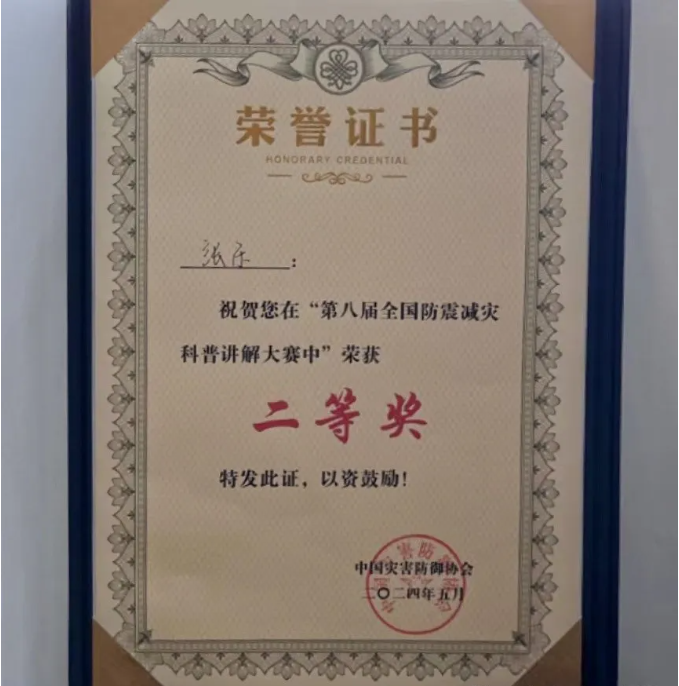 荣誉证书
HONORARY CREDENTIAL
张乐：
祝贺您在“第八届全国防震减灾
科普讲解大赛中”荣获
二等奖
特发此证，以资鼓励！
中国灾害防御协会
二〇二四年五月